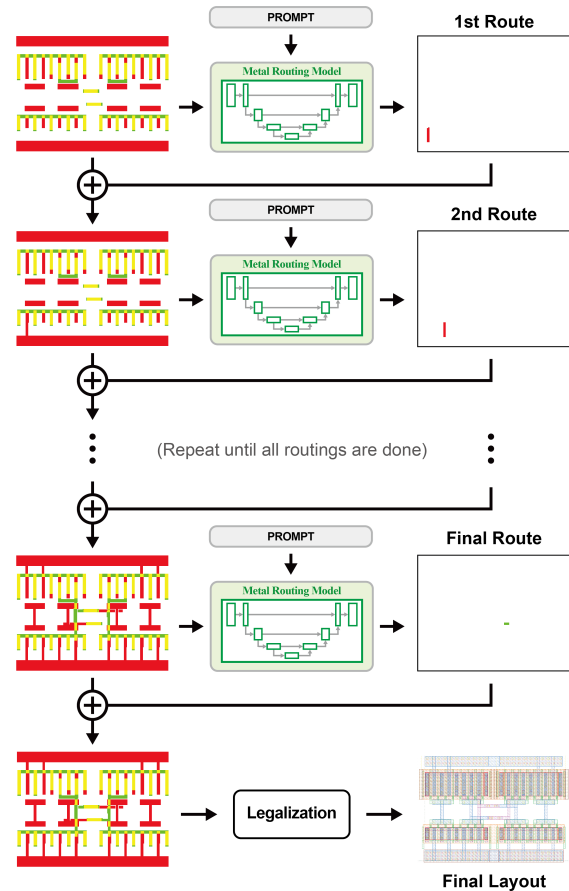 PROMPT
1st Route
Metal Routing Model
PROMPT
2nd Route
Metal Routing Model
(Repeat until all routings are done)
PROMPT
Final Route
Metal Routing Model
Legalization
Final Layout